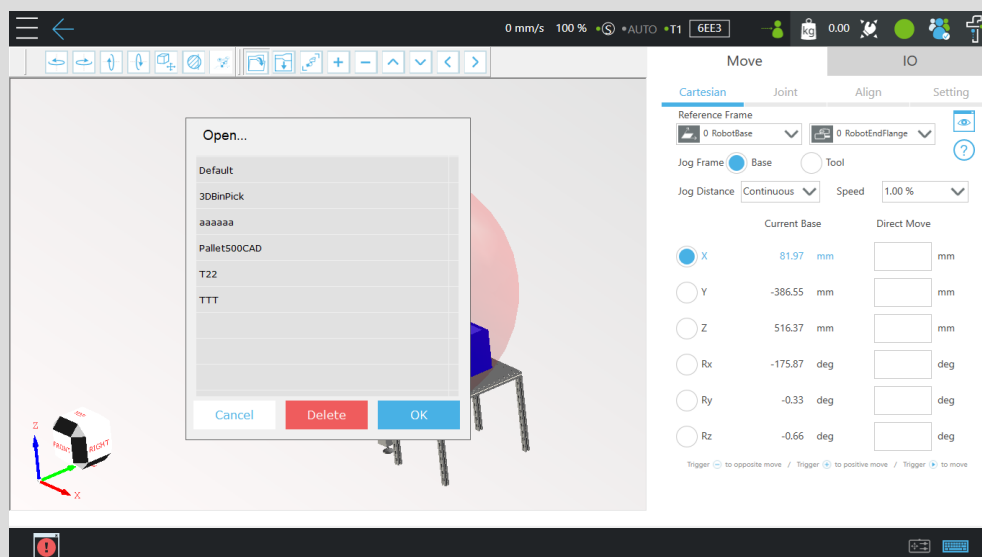 0 mm/s 100 % •Ⓢ •AUTO •T1 6EE3 kg 0.00
Move IO
Cartesian Joint Align Setting
Reference Frame
0 RobotBase 0 RobotEndFlange
?
Jog Frame Base Tool
Jog Distance Continuous Speed 1.00 %
Current Base Direct Move
X 81.97 mm mm
Y -386.55 mm mm
Z 516.37 mm mm
Rx -175.87 deg deg
Ry -0.33 deg deg
Rz -0.66 deg deg
Trigger - to opposite move / Trigger + to positive move / Trigger to move
Open...
Default
3DBinPick
aaaaaa
Pallet500CAD
T22
TTT
Cancel Delete OK
Z
TOP
FRONT RIGHT
X